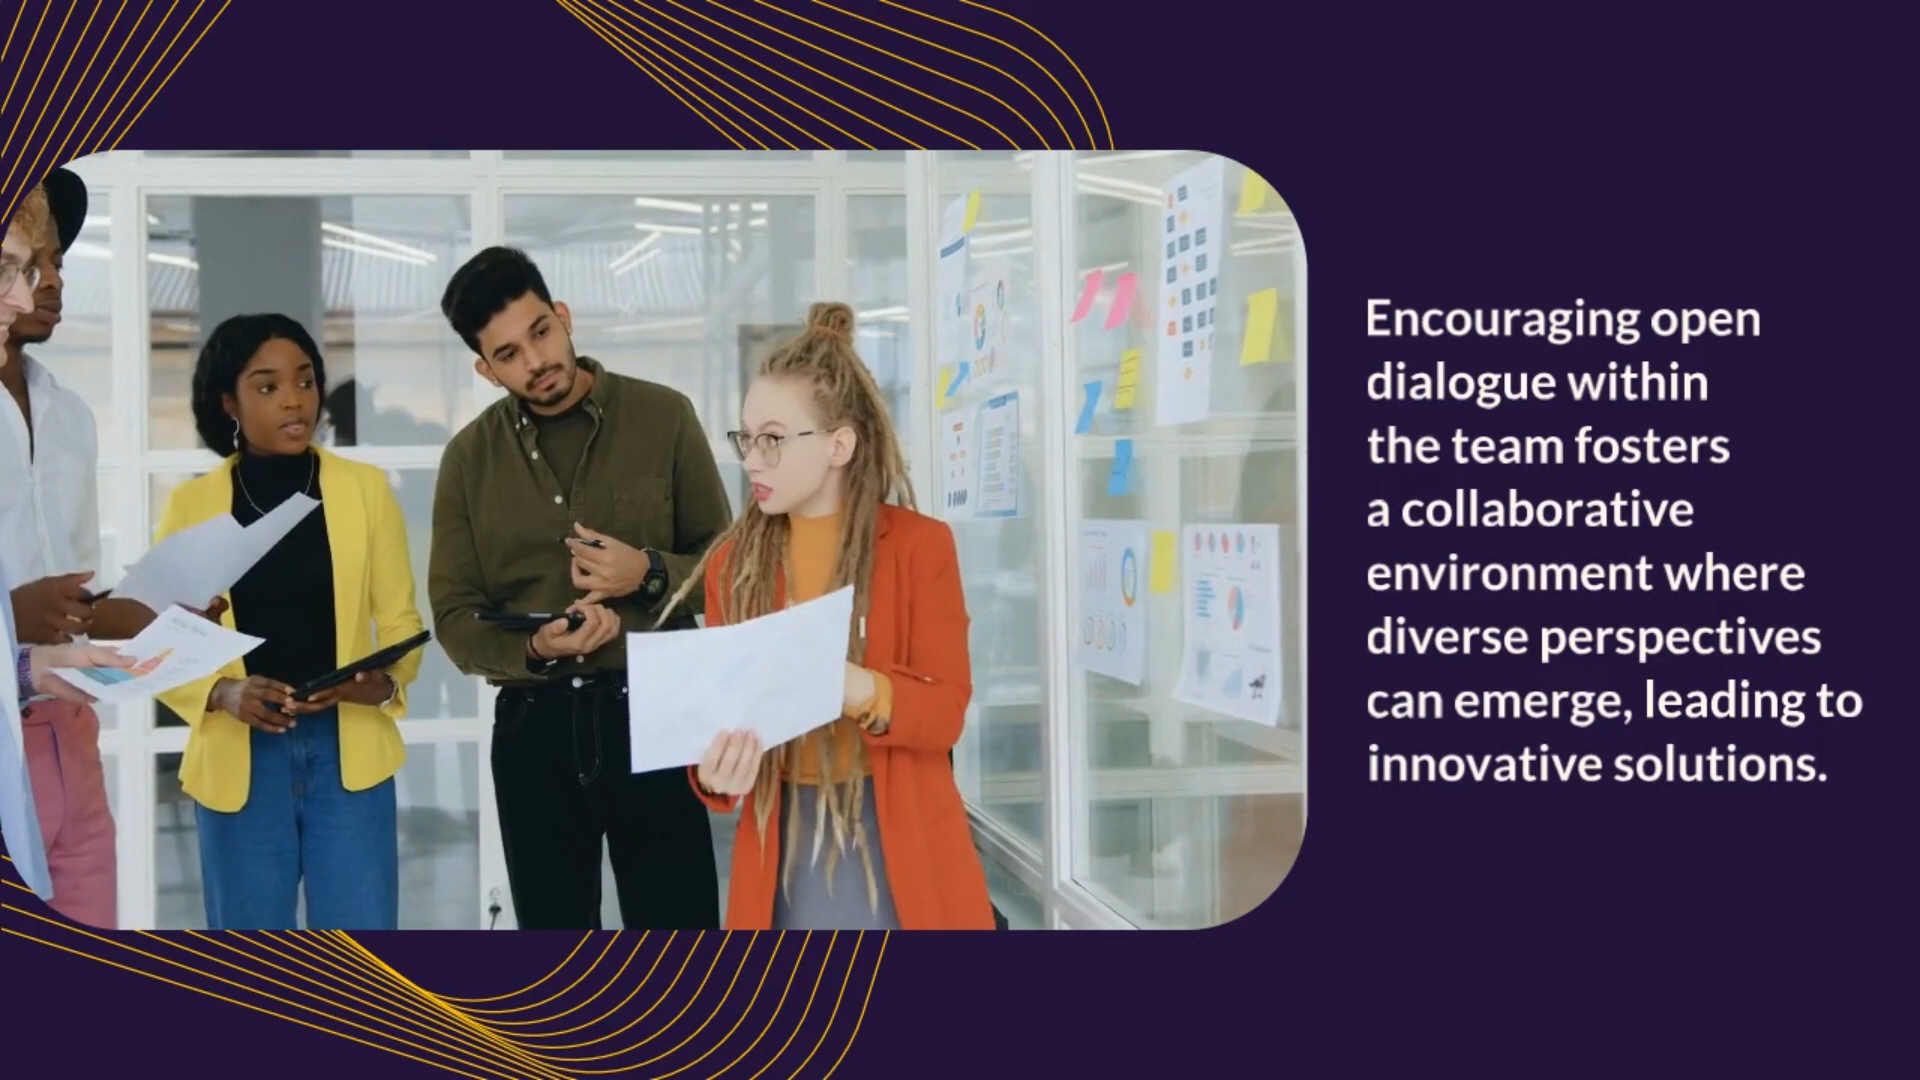 Encouraging open
dialogue within
the team fosters
a collaborative
environment where
diverse perspectives
can emerge, leading to
innovative solutions.